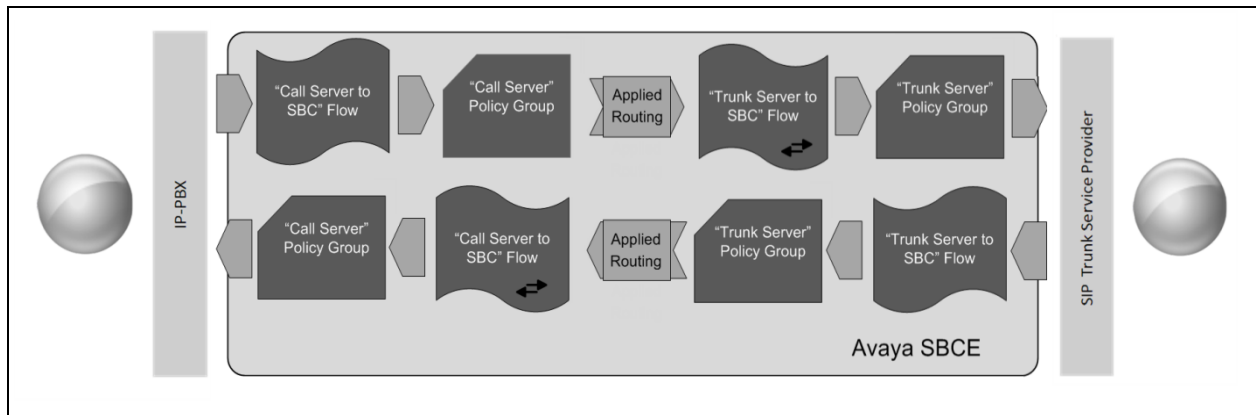 IP-PBX
“Call Server to
SBC” Flow
“Call Server”
Policy Group
Applied
Routing
“Trunk Server to
SBC” Flow
“Trunk Server”
Policy Group
“Call Server”
Policy Group
“Call Server to
SBC” Flow
Applied
Routing
“Trunk Server”
Policy Group
“Trunk Server to
SBC” Flow
Avaya SBCE
SIP Trunk Service Provider